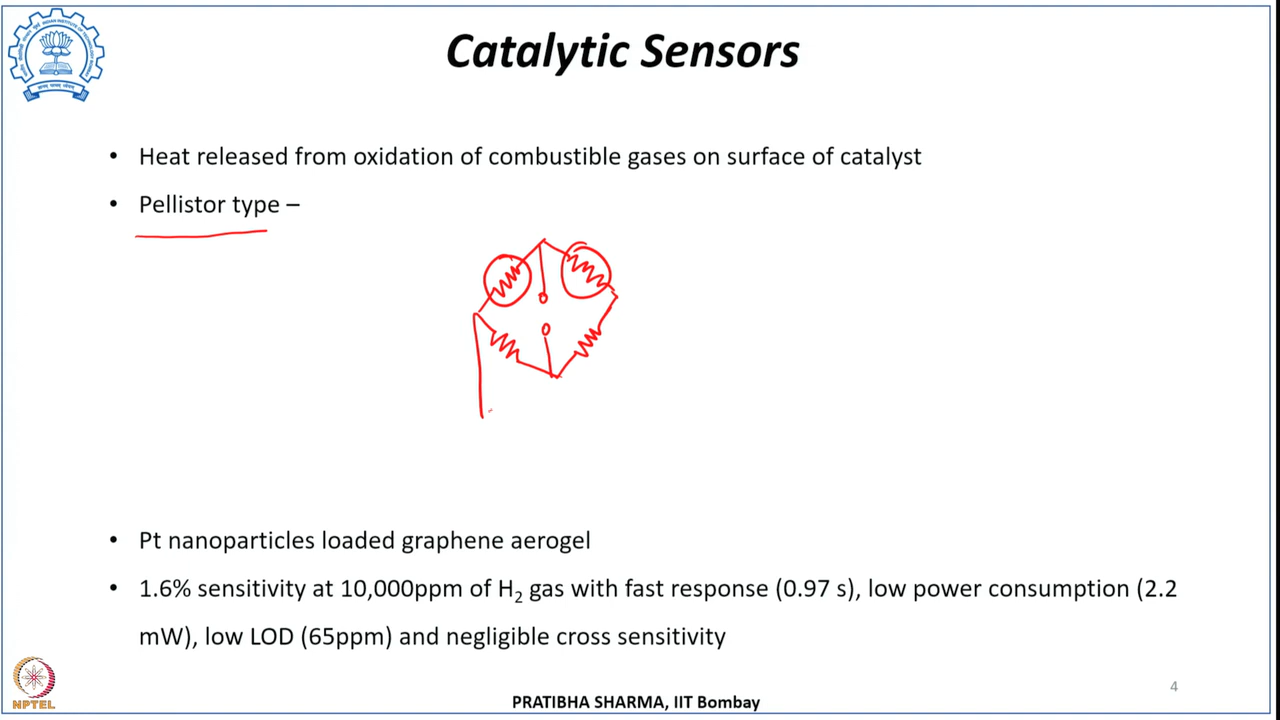 Catalytic Sensors
• Heat released from oxidation of combustible gases on surface of catalyst
• Pellistor type –
• Pt nanoparticles loaded graphene aerogel
• 1.6% sensitivity at 10,000ppm of H₂ gas with fast response (0.97 s), low power consumption (2.2
mW), low LOD (65ppm) and negligible cross sensitivity
NPTEL
PRATIBHA SHARMA, IIT Bombay
4